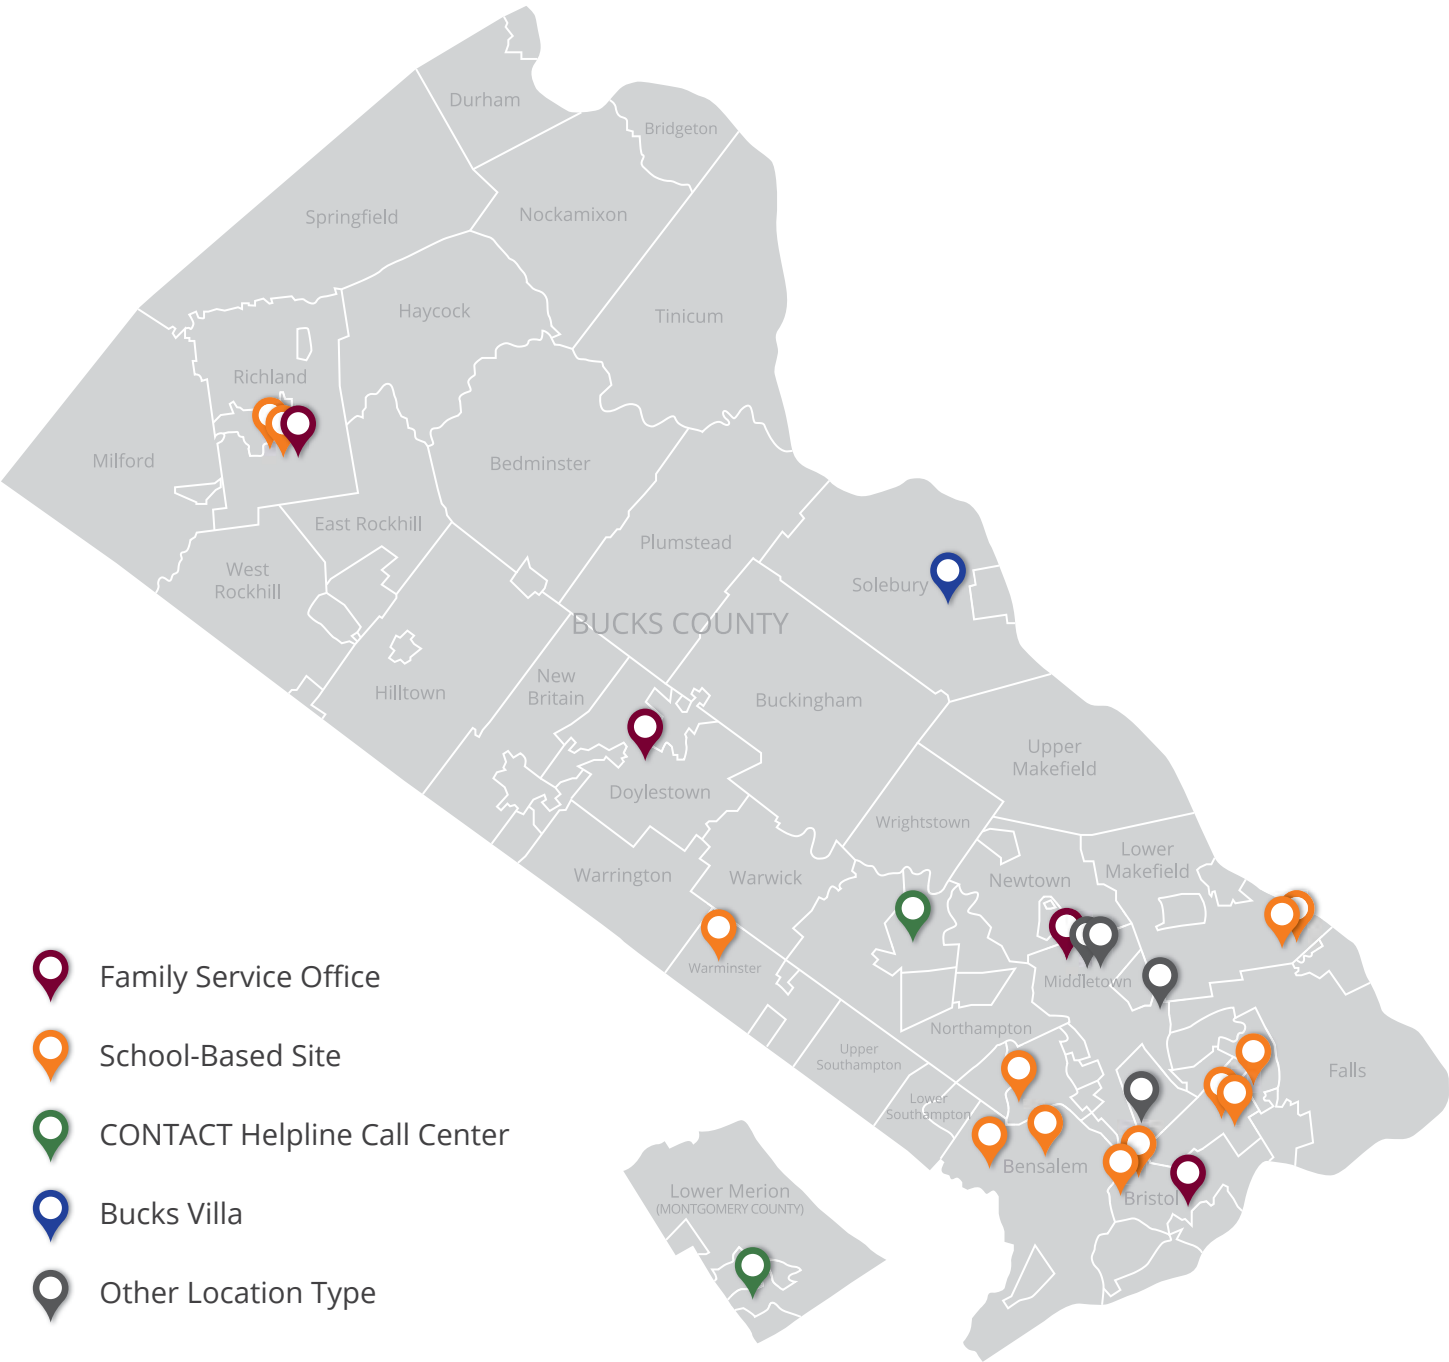 Durham
Bridgeton
Springfield
Nockamixon
Haycock
Tinicum
Richland
Milford
Bedminster
East Rockhill
Plumstead
West
Rockhill
Solebury
BUCKS COUNTY
New
Britain
Hilltown
Buckingham
Upper
Makefield
Doylestown
Wrightstown
Lower
Makefield
Warrington
Warwick
Newtown
Warminster
Middletown
Northampton
Upper
Southampton
Falls
Lower
Southampton
Bensalem
Bristol
Lower Merion
(MONTGOMERY COUNTY)
Family Service Office
School-Based Site
CONTACT Helpline Call Center
Bucks Villa
Other Location Type